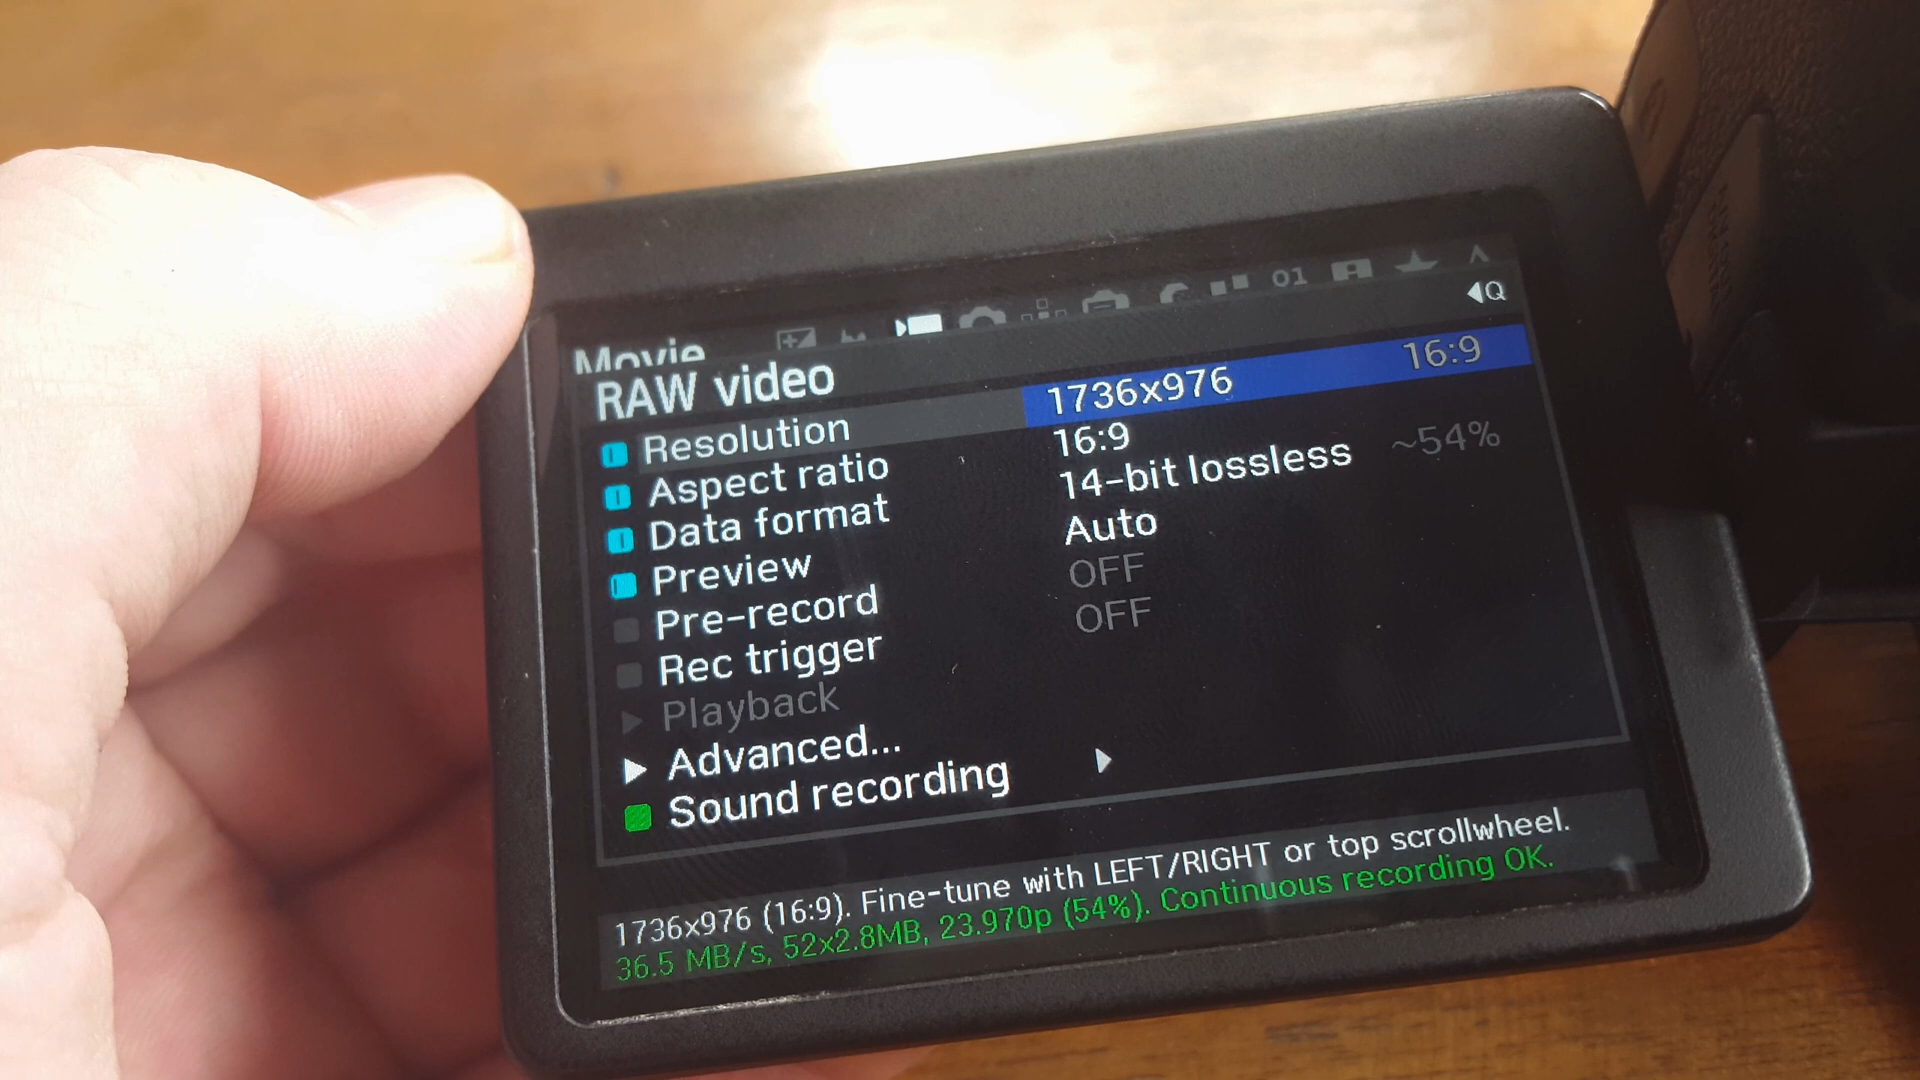 Movie
01
Q
RAW video
Resolution 1736x976 16:9
Aspect ratio 16:9
Data format 14-bit lossless ~54%
Preview Auto
Pre-record OFF
Rec trigger OFF
Playback
Advanced...
Sound recording
1736x976 (16:9). Fine-tune with LEFT/RIGHT or top scrollwheel.
36.5 MB/s, 52x2.8MB, 23.970p (54%). Continuous recording OK.